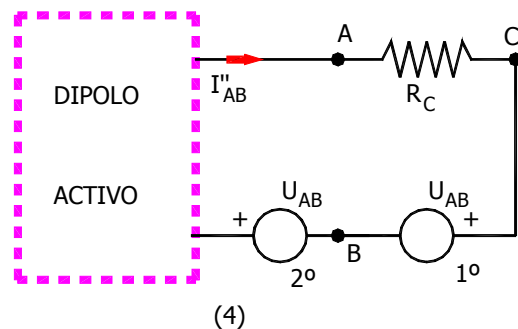 A
C
DIPOLO
I"AB
RC
ACTIVO
UAB
UAB
+
+
B
2º
1º
(4)